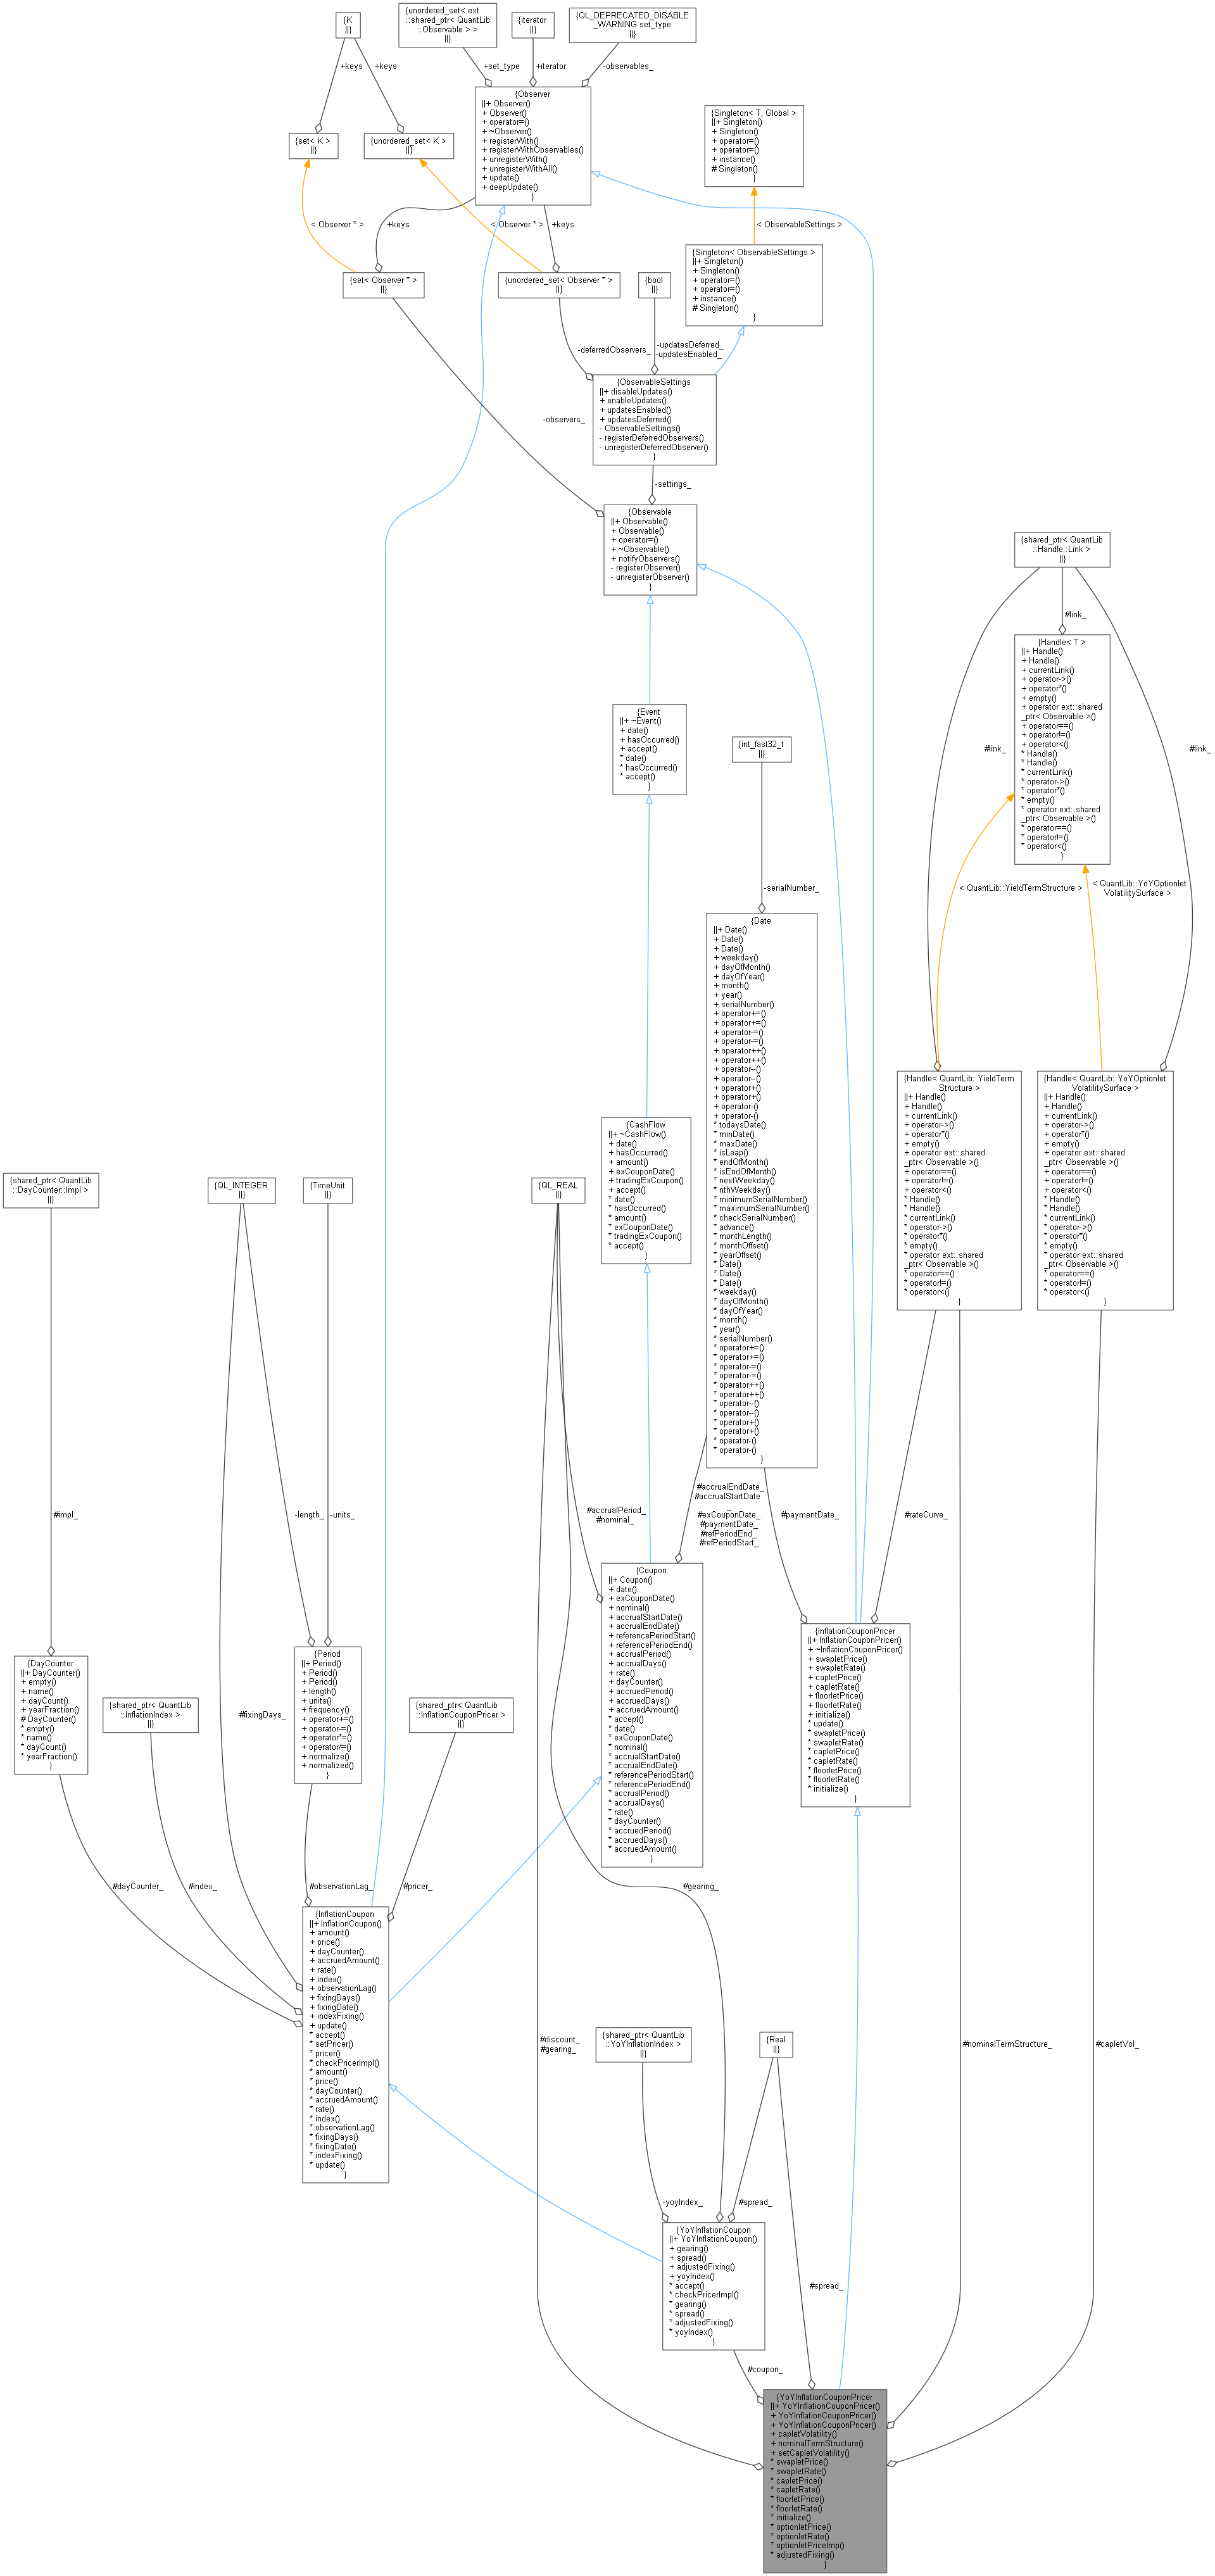 {K
||}
{unordered_set< ext
::shared_ptr< QuantLib
::Observable > >
||}
{iterator
||}
{QL_DEPRECATED_DISABLE
_WARNING set_type
||}
+keys
+keys
+set_type
+iterator
-observables_
{set< K >
||}
{unordered_set< K >
||}
{Observer
||+ Observer()
+ Observer()
+ operator=()
+ ~Observer()
+ registerWith()
+ registerWithObservables()
+ unregisterWith()
+ unregisterWithAll()
+ update()
+ deepUpdate()
}
{Singleton< T, Global >
||+ Singleton()
+ Singleton()
+ operator=()
+ operator=()
+ instance()
# Singleton()
}
< Observer * >
+keys
< Observer * >
+keys
< ObservableSettings >
{set< Observer * >
||}
{unordered_set< Observer * >
||}
{bool
||}
{Singleton< ObservableSettings >
||+ Singleton()
+ Singleton()
+ operator=()
+ operator=()
+ instance()
# Singleton()
}
-deferredObservers_
-updatesDeferred_
-updatesEnabled_
{ObservableSettings
||+ disableUpdates()
+ enableUpdates()
+ updatesEnabled()
+ updatesDeferred()
- ObservableSettings()
- registerDeferredObservers()
- unregisterDeferredObserver()
}
-observers_
-settings_
{Observable
||+ Observable()
+ Observable()
+ operator=()
+ ~Observable()
+ notifyObservers()
- registerObserver()
- unregisterObserver()
}
{shared_ptr< QuantLib
::Handle::Link >
||}
#link_
{Handle< T >
||+ Handle()
+ Handle()
+ currentLink()
+ operator->()
+ operator*()
+ empty()
+ operator ext::shared
_ptr< Observable >()
+ operator==()
+ operator!=()
+ operator<()
* Handle()
* Handle()
* currentLink()
* operator->()
* operator*()
* empty()
* operator ext::shared
_ptr< Observable >()
* operator==()
* operator!=()
* operator<()
}
#link_
#link_
{Event
||+ ~Event()
+ date()
+ hasOccurred()
+ accept()
* date()
* hasOccurred()
* accept()
}
{int_fast32_t
||}
-serialNumber_
< QuantLib::YieldTermStructure >
< QuantLib::YoYOptionlet
VolatilitySurface >
{Date
||+ Date()
+ Date()
+ Date()
+ weekday()
+ dayOfMonth()
+ dayOfYear()
+ month()
+ year()
+ serialNumber()
+ operator+=()
+ operator+=()
+ operator-=()
+ operator-=()
+ operator++()
+ operator++()
+ operator--()
+ operator--()
+ operator+()
+ operator+()
+ operator-()
+ operator-()
* todaysDate()
* minDate()
* maxDate()
* isLeap()
* endOfMonth()
* isEndOfMonth()
* nextWeekday()
* nthWeekday()
* minimumSerialNumber()
* maximumSerialNumber()
* checkSerialNumber()
* advance()
* monthLength()
* monthOffset()
* yearOffset()
* Date()
* Date()
* Date()
* weekday()
* dayOfMonth()
* dayOfYear()
* month()
* year()
* serialNumber()
* operator+=()
* operator+=()
* operator-=()
* operator-=()
* operator++()
* operator++()
* operator--()
* operator--()
* operator+()
* operator+()
* operator-()
* operator-()
}
{Handle< QuantLib::YieldTerm
Structure >
||+ Handle()
+ Handle()
+ currentLink()
+ operator->()
+ operator*()
+ empty()
+ operator ext::shared
_ptr< Observable >()
+ operator==()
+ operator!=()
+ operator<()
* Handle()
* Handle()
* currentLink()
* operator->()
* operator*()
* empty()
* operator ext::shared
_ptr< Observable >()
* operator==()
* operator!=()
* operator<()
}
{Handle< QuantLib::YoYOptionlet
VolatilitySurface >
||+ Handle()
+ Handle()
+ currentLink()
+ operator->()
+ operator*()
+ empty()
+ operator ext::shared
_ptr< Observable >()
+ operator==()
+ operator!=()
+ operator<()
* Handle()
* Handle()
* currentLink()
* operator->()
* operator*()
* empty()
* operator ext::shared
_ptr< Observable >()
* operator==()
* operator!=()
* operator<()
}
{CashFlow
||+ ~CashFlow()
+ date()
+ hasOccurred()
+ amount()
+ exCouponDate()
+ tradingExCoupon()
+ accept()
* date()
* hasOccurred()
* amount()
* exCouponDate()
* tradingExCoupon()
* accept()
}
{shared_ptr< QuantLib
::DayCounter::Impl >
||}
{QL_INTEGER
||}
{TimeUnit
||}
{QL_REAL
||}
#impl_
-length_
-units_
#accrualPeriod_
#nominal_
#accrualEndDate_
#accrualStartDate
_
#exCouponDate_
#paymentDate_
#refPeriodEnd_
#refPeriodStart_
#paymentDate_
#rateCurve_
{Coupon
||+ Coupon()
+ date()
+ exCouponDate()
+ nominal()
+ accrualStartDate()
+ accrualEndDate()
+ referencePeriodStart()
+ referencePeriodEnd()
+ accrualPeriod()
+ accrualDays()
+ rate()
+ dayCounter()
+ accruedPeriod()
+ accruedDays()
+ accruedAmount()
* accept()
* date()
* exCouponDate()
* nominal()
* accrualStartDate()
* accrualEndDate()
* referencePeriodStart()
* referencePeriodEnd()
* accrualPeriod()
* accrualDays()
* rate()
* dayCounter()
* accruedPeriod()
* accruedDays()
* accruedAmount()
}
{InflationCouponPricer
||+ InflationCouponPricer()
+ ~InflationCouponPricer()
+ swapletPrice()
+ swapletRate()
+ capletPrice()
+ capletRate()
+ floorletPrice()
+ floorletRate()
+ initialize()
* update()
* swapletPrice()
* swapletRate()
* capletPrice()
* capletRate()
* floorletPrice()
* floorletRate()
* initialize()
}
{DayCounter
||+ DayCounter()
+ empty()
+ name()
+ dayCount()
+ yearFraction()
# DayCounter()
* empty()
* name()
* dayCount()
* yearFraction()
}
{shared_ptr< QuantLib
::InflationIndex >
||}
#fixingDays_
{Period
||+ Period()
+ Period()
+ Period()
+ length()
+ units()
+ frequency()
+ operator+=()
+ operator-=()
+ operator*=()
+ operator/=()
+ normalize()
+ normalized()
}
{shared_ptr< QuantLib
::InflationCouponPricer >
||}
#dayCounter_
#index_
#observationLag_
#pricer_
#gearing_
{InflationCoupon
||+ InflationCoupon()
+ amount()
+ price()
+ dayCounter()
+ accruedAmount()
+ rate()
+ index()
+ observationLag()
+ fixingDays()
+ fixingDate()
+ indexFixing()
+ update()
* accept()
* setPricer()
* pricer()
* checkPricerImpl()
* amount()
* price()
* dayCounter()
* accruedAmount()
* rate()
* index()
* observationLag()
* fixingDays()
* fixingDate()
* indexFixing()
* update()
}
#discount_
#gearing_
{shared_ptr< QuantLib
::YoYInflationIndex >
||}
{Real
||}
#nominalTermStructure_
#capletVol_
-yoyIndex_
#spread_
{YoYInflationCoupon
||+ YoYInflationCoupon()
+ gearing()
+ spread()
+ adjustedFixing()
+ yoyIndex()
* accept()
* checkPricerImpl()
* gearing()
* spread()
* adjustedFixing()
* yoyIndex()
}
#spread_
#coupon_
{YoYInflationCouponPricer
||+ YoYInflationCouponPricer()
+ YoYInflationCouponPricer()
+ YoYInflationCouponPricer()
+ capletVolatility()
+ nominalTermStructure()
+ setCapletVolatility()
* swapletPrice()
* swapletRate()
* capletPrice()
* capletRate()
* floorletPrice()
* floorletRate()
* initialize()
* optionletPrice()
* optionletRate()
* optionletPriceImp()
* adjustedFixing()
}